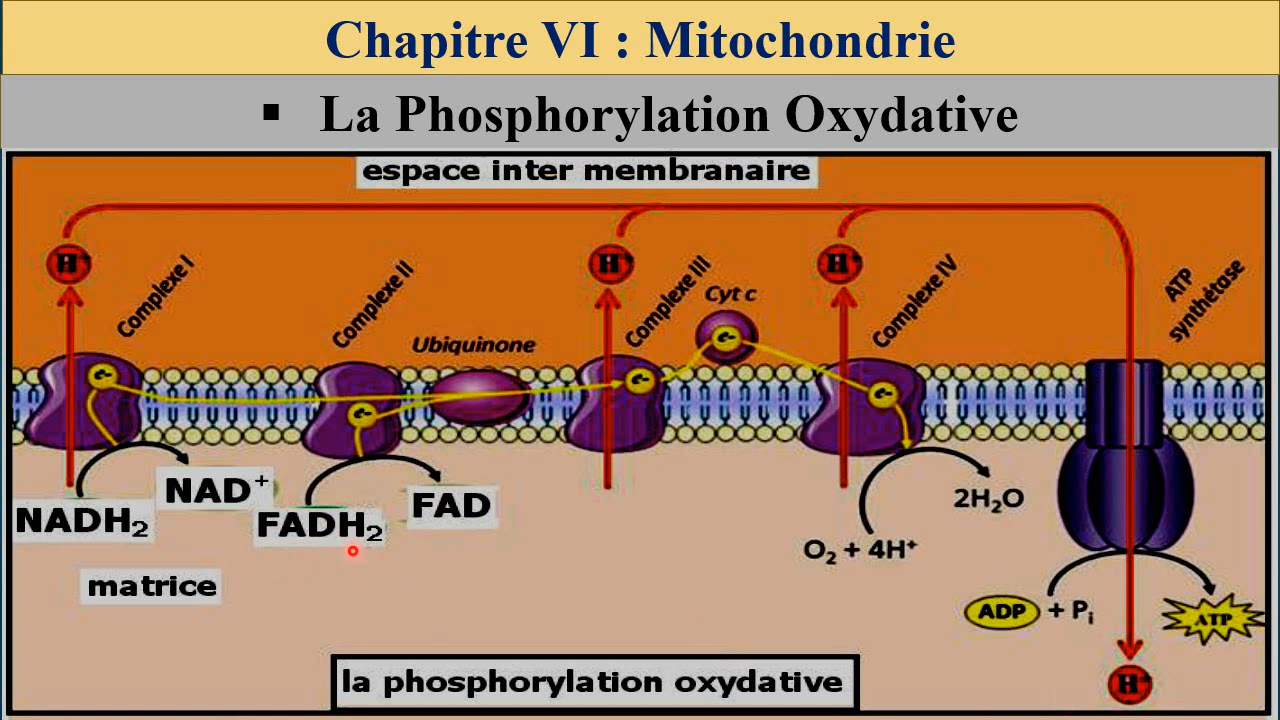 Chapitre VI : Mitochondrie
▪ La Phosphorylation Oxydative
espace inter membranaire
H⁺
H⁺
H⁺
Complexe I
Complexe II
Ubiquinone
Complexe III
Cyt c
Complexe IV
ATP
synthétase
e-
e-
e-
e-
e-
NADH₂
NAD⁺
FADH₂
FAD
O₂ + 4H⁺
2H₂O
matrice
ADP + Pᵢ
ATP
H⁺
la phosphorylation oxydative